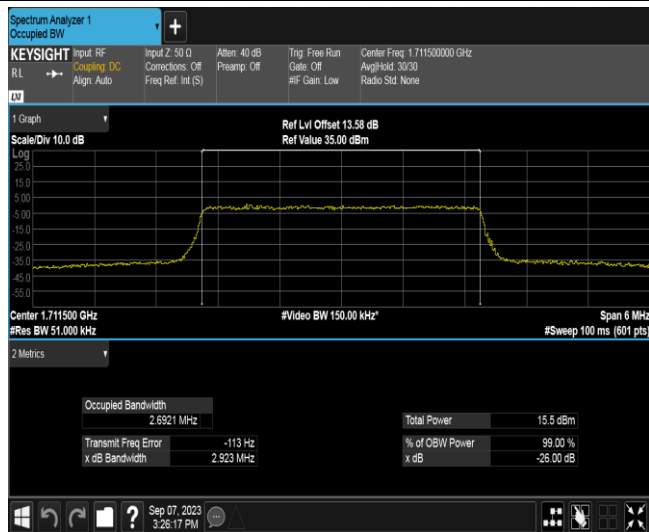 Spectrum Analyzer 1
Occupied BW
+
KEYSIGHT
RL
LXI
Input: RF
Coupling: DC
Align: Auto
Input Z: 50 Ω
Corrections: Off
Freq Ref: Int (S)
Atten: 40 dB
Preamp: Off
Trig: Free Run
Gate: Off
#IF Gain: Low
Center Freq: 1.711500000 GHz
Avg|Hold: 30/30
Radio Std: None
1 Graph
Scale/Div 10.0 dB
Ref Lvl Offset 13.58 dB
Ref Value 35.00 dBm
Log
25.0
15.0
5.00
-5.00
-15.0
-25.0
-35.0
-45.0
-55.0
Center 1.711500 GHz
#Video BW 150.00 kHz*
Span 6 MHz
#Res BW 51.000 kHz
#Sweep 100 ms (601 pts)
2 Metrics
Occupied Bandwidth
2.6921 MHz
Total Power 15.5 dBm
Transmit Freq Error -113 Hz
% of OBW Power 99.00 %
x dB Bandwidth 2.923 MHz
x dB -26.00 dB
?
Sep 07, 2023
3:26:17 PM